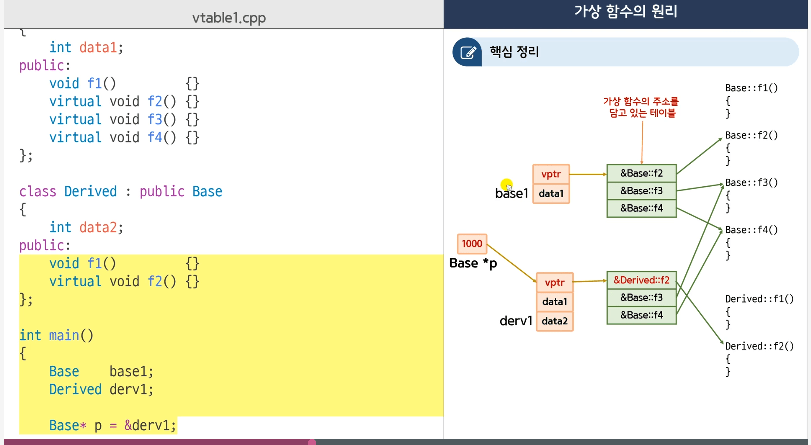 vtable1.cpp
{
int data1;
public:
void f1() {}
virtual void f2() {}
virtual void f3() {}
virtual void f4() {}
};
class Derived : public Base
{
int data2;
public:
void f1() {}
virtual void f2() {}
};
int main()
{
Base base1;
Derived derv1;
Base* p = &derv1;
가상 함수의 원리
핵심 정리
가상 함수의 주소를
담고 있는 테이블
base1
vptr
data1
&Base::f2
&Base::f3
&Base::f4
1000
Base *p
derv1
vptr
data1
data2
&Derived::f2
&Base::f3
&Base::f4
Base::f1()
{
}
Base::f2()
{
}
Base::f3()
{
}
Base::f4()
{
}
Derived::f1()
{
}
Derived::f2()
{
}